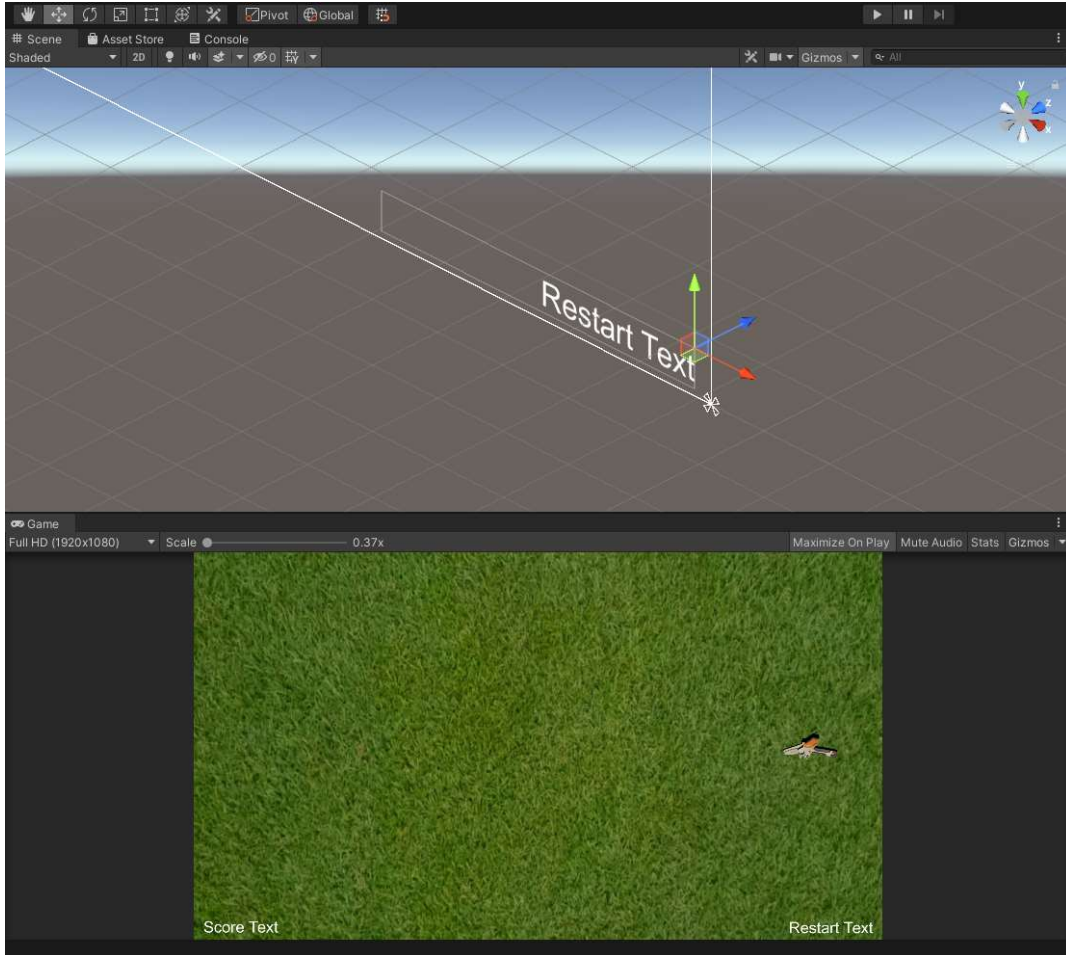 Pivot Global
Scene Asset Store Console
Shaded 2D 0 Gizmos All
y
z
x
Restart Text
Game
Full HD (1920x1080) Scale 0.37x Maximize On Play Mute Audio Stats Gizmos
Score Text Restart Text